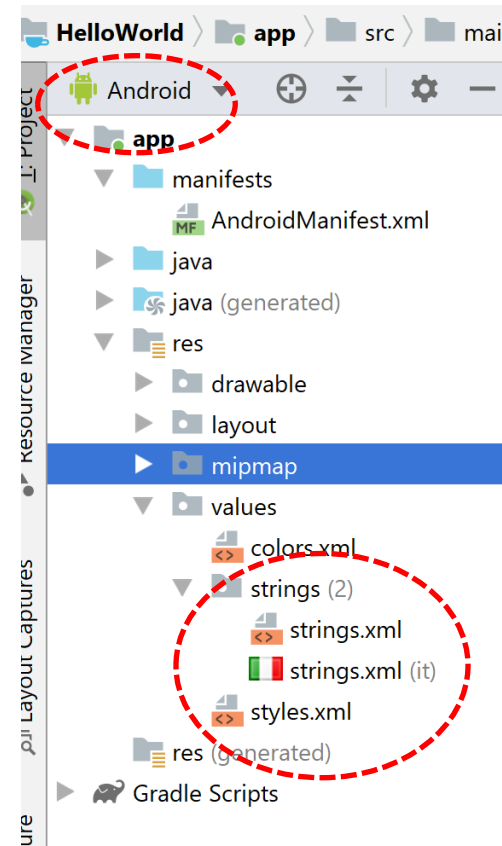 HelloWorld > app > src > mai
Android
1: Project
app
manifests
MF AndroidManifest.xml
java
java (generated)
res
Resource Manager
drawable
layout
mipmap
values
<> colors.xml
Layout Captures
strings (2)
<> strings.xml
strings.xml (it)
<> styles.xml
res (generated)
Gradle Scripts
ure